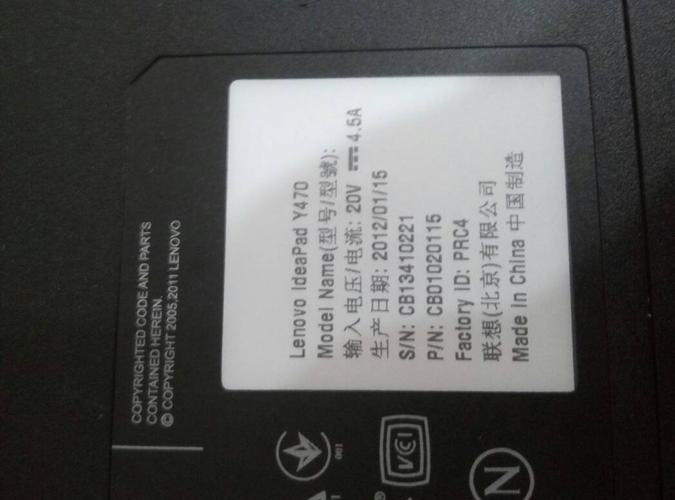 COPYRIGHTED CODE AND PARTS
CONTAINED HEREIN.
© COPYRIGHT 2005,2011 LENOVO
Lenovo IdeaPad Y470
Model Name(型号/型號):
输入电压/电流: 20V ⎓ 4.5A
生产日期: 2012/01/15
S/N: CB13410221
P/N: CB01020115
Factory ID: PRC4
联想(北京)有限公司
Made In China 中国制造
001
VCI
N